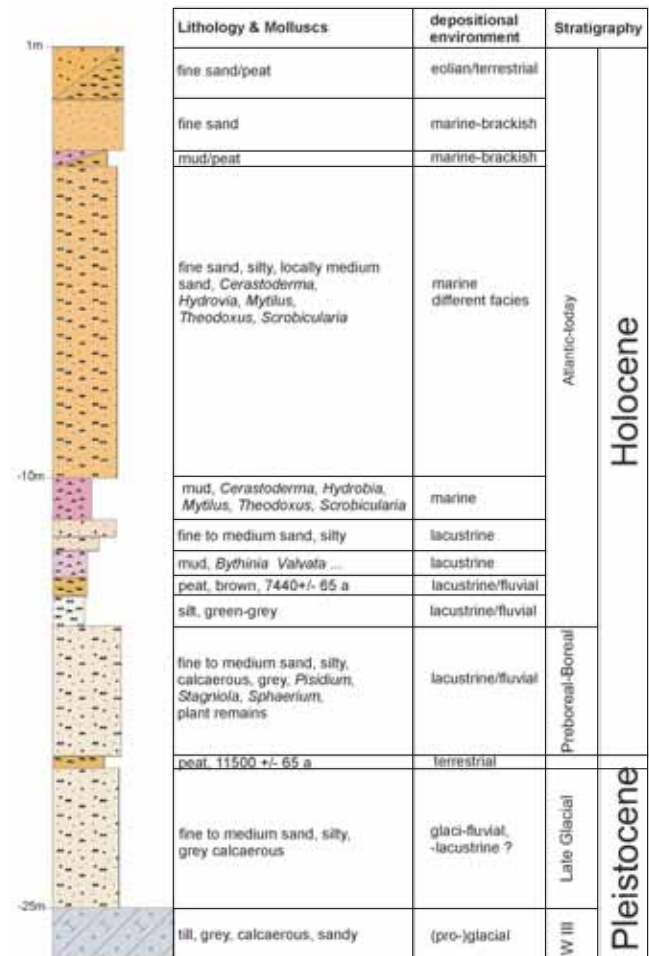 Lithology & Molluscs
depositional
environment
Stratigraphy
1m
fine sand/peat
eolian/terrestrial
fine sand
marine-brackish
mud/peat
marine-brackish
fine sand, silty, locally medium
sand, Cerastoderma,
Hydrovia, Mytilus,
Theodoxus, Scrobicularia
marine
different facies
Atlantic-today
Holocene
-10m
mud, Cerastoderma, Hydrobia,
Mytilus, Theodoxus, Scrobicularia
marine
fine to medium sand, silty
lacustrine
mud, Bythinia Valvata ...
lacustrine
peat, brown, 7440+/- 65 a
lacustrine/fluvial
silt, green-grey
lacustrine/fluvial
fine to medium sand, silty,
calcaerous, grey, Pisidium,
Stagniola, Sphaerium,
plant remains
lacustrine/fluvial
Preboreal-Boreal
peat, 11500 +/- 65 a
terrestrial
fine to medium sand, silty,
grey calcaerous
glaci-fluvial,
-lacustrine ?
Late Glacial
Pleistocene
-25m
till, grey, calcaerous, sandy
(pro-)glacial
W III